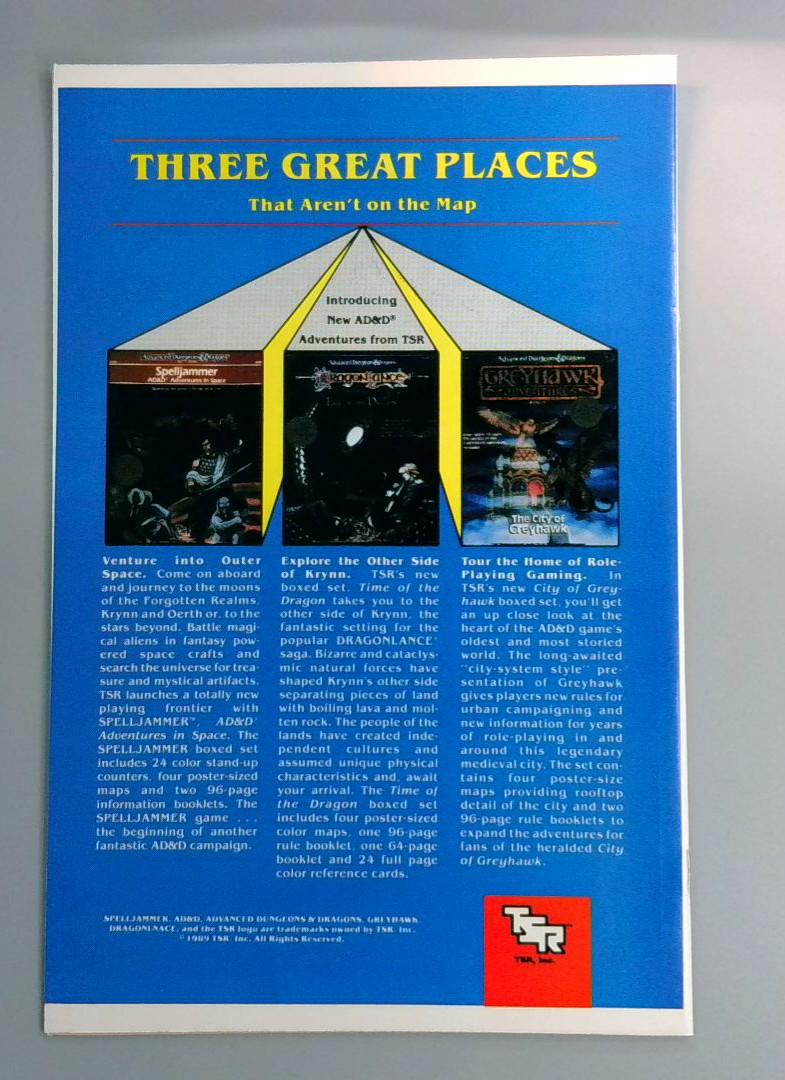 THREE GREAT PLACES
That Aren't on the Map
Introducing
New AD&D®
Adventures from TSR
Advanced Dungeons & Dragons
Spelljammer
AD&D Adventures in Space
Advanced Dungeons & Dragons
DRAGONLANCE
Advanced Dungeons & Dragons
GREYHAWK
ADVENTURES
The City of
Greyhawk
Venture into Outer
Space. Come on aboard
and journey to the moons
of the Forgotten Realms,
Krynn and Oerth or, to the
stars beyond. Battle magi-
cal aliens in fantasy pow-
ered space crafts and
search the universe for trea-
sure and mystical artifacts.
TSR launches a totally new
playing frontier with
SPELLJAMMER™, AD&D®
Adventures in Space. The
SPELLJAMMER boxed set
includes 24 color stand-up
counters, four poster-sized
maps and two 96-page
information booklets. The
SPELLJAMMER game . . .
the beginning of another
fantastic AD&D campaign.
Explore the Other Side
of Krynn. TSR's new
boxed set, Time of the
Dragon takes you to the
other side of Krynn, the
fantastic setting for the
popular DRAGONLANCE®
saga. Bizarre and cataclys-
mic natural forces have
shaped Krynn's other side
separating pieces of land
with boiling lava and mol-
ten rock. The people of the
lands have created inde-
pendent cultures and
assumed unique physical
characteristics and, await
your arrival. The Time of
the Dragon boxed set
includes four poster-sized
color maps, one 96-page
rule booklet, one 64-page
booklet and 24 full page
color reference cards.
Tour the Home of Role-
Playing Gaming. In
TSR's new City of Grey-
hawk boxed set, you'll get
an up close look at the
heart of the AD&D game's
oldest and most storied
world. The long-awaited
"city-system style" pre-
sentation of Greyhawk
gives players new rules for
urban campaigning and
new information for years
of role-playing in and
around this legendary
medieval city. The set con-
tains four poster-size
maps providing rooftop
detail of the city and two
96-page rule booklets to
expand the adventures for
fans of the heralded City
of Greyhawk.
SPELLJAMMER, AD&D, ADVANCED DUNGEONS & DRAGONS, GREYHAWK,
DRAGONLNACE, and the TSR logo are trademarks owned by TSR, Inc.
©1989 TSR, Inc. All Rights Reserved.
TSR
TSR, Inc.